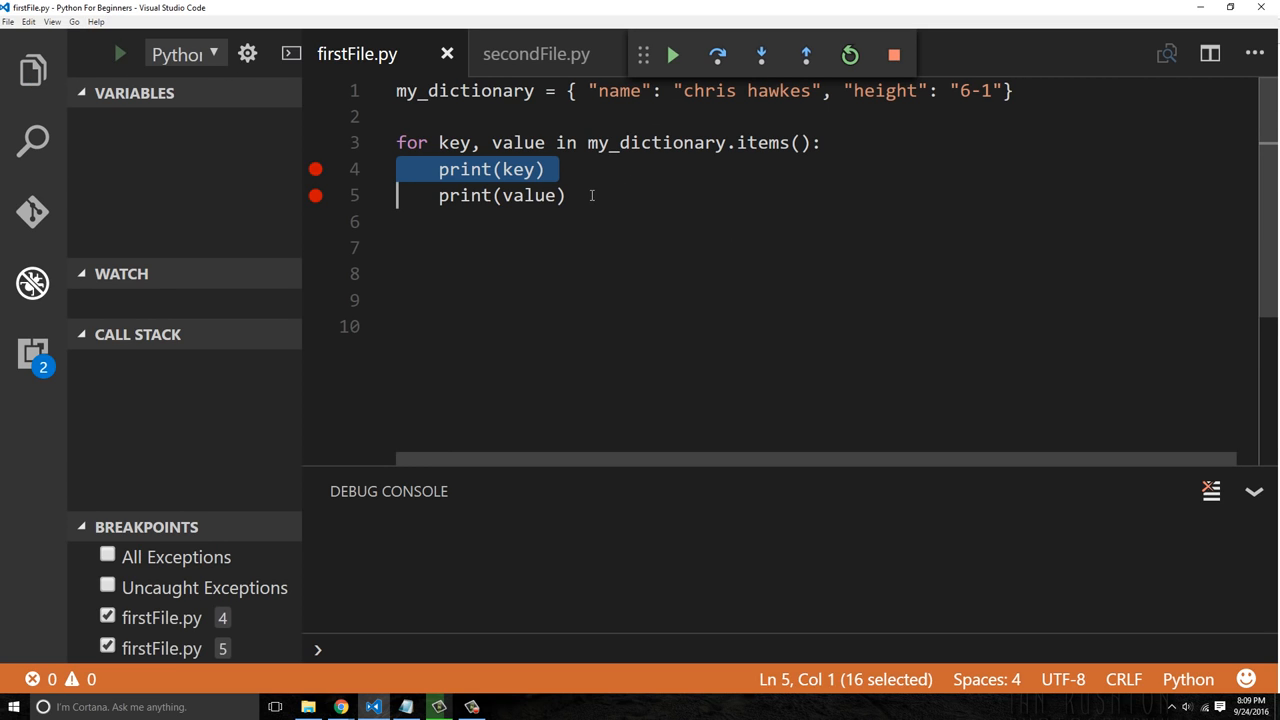 firstFile.py - Python For Beginners - Visual Studio Code
File Edit View Go Help
Python
firstFile.py
secondFile.py
VARIABLES
WATCH
CALL STACK
BREAKPOINTS
All Exceptions
Uncaught Exceptions
firstFile.py 4
firstFile.py 5
2
1 my_dictionary = { "name": "chris hawkes", "height": "6-1"}
2
3 for key, value in my_dictionary.items():
4 print(key)
5 print(value)
6
7
8
9
10
DEBUG CONSOLE
0 0
Ln 5, Col 1 (16 selected) Spaces: 4 UTF-8 CRLF Python
I'm Cortana. Ask me anything.
8:09 PM
9/24/2016